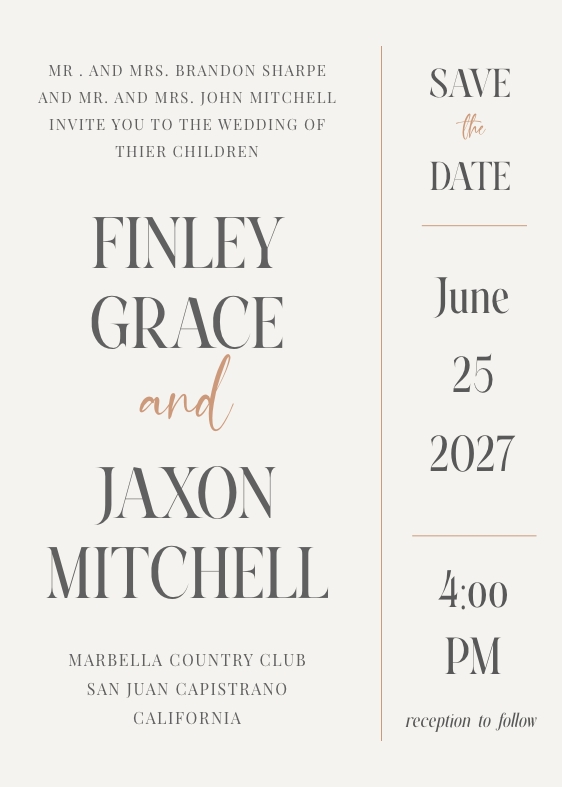 MR . AND MRS. BRANDON SHARPE
AND MR. AND MRS. JOHN MITCHELL
INVITE YOU TO THE WEDDING OF
THIER CHILDREN
FINLEY
GRACE
and
JAXON
MITCHELL
MARBELLA COUNTRY CLUB
SAN JUAN CAPISTRANO
CALIFORNIA
SAVE
the
DATE
June
25
2027
4:00
PM
reception to follow